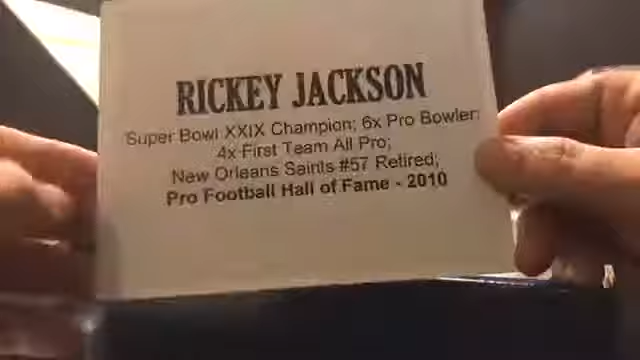 RICKEY JACKSON
Super Bowl XXIX Champion; 6x Pro Bowler;
4x First Team All Pro;
New Orleans Saints #57 Retired;
Pro Football Hall of Fame - 2010